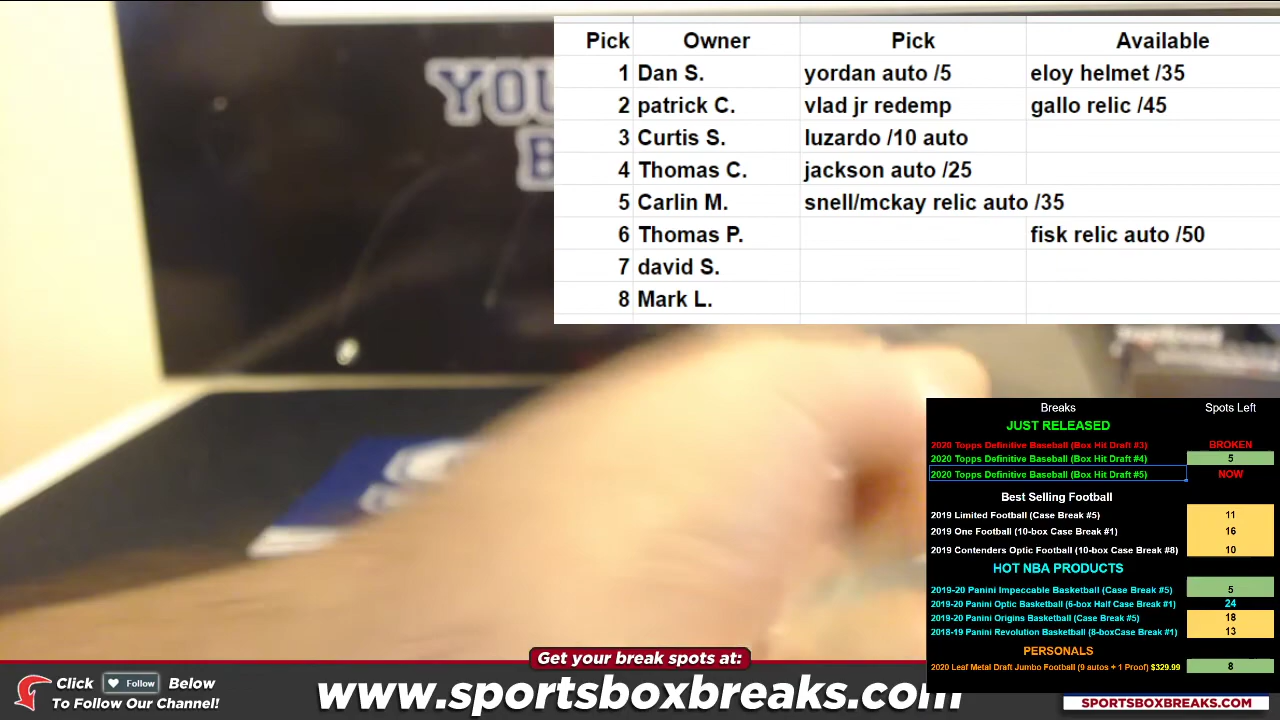 YOU
B
Pick Owner Pick Available
1 Dan S. yordan auto /5 eloy helmet /35
2 patrick C. vlad jr redemp gallo relic /45
3 Curtis S. luzardo /10 auto
4 Thomas C. jackson auto /25
5 Carlin M. snell/mckay relic auto /35
6 Thomas P. fisk relic auto /50
7 david S.
8 Mark L.
Breaks Spots Left
JUST RELEASED
2020 Topps Definitive Baseball (Box Hit Draft #3) BROKEN
2020 Topps Definitive Baseball (Box Hit Draft #4) 5
2020 Topps Definitive Baseball (Box Hit Draft #5) NOW
Best Selling Football
2019 Limited Football (Case Break #5) 11
2019 One Football (10-box Case Break #1) 16
2019 Contenders Optic Football (10-box Case Break #8) 10
HOT NBA PRODUCTS
2019-20 Panini Impeccable Basketball (Case Break #5) 5
2019-20 Panini Optic Basketball (6-box Half Case Break #1) 24
2019-20 Panini Origins Basketball (Case Break #5) 18
2018-19 Panini Revolution Basketball (8-boxCase Break #1) 13
PERSONALS
2020 Leaf Metal Draft Jumbo Football (9 autos + 1 Proof) $329.99 8
Get your break spots at:
Click Follow Below
To Follow Our Channel!
www.sportsboxbreaks.com
SPORTSBOXBREAKS.COM